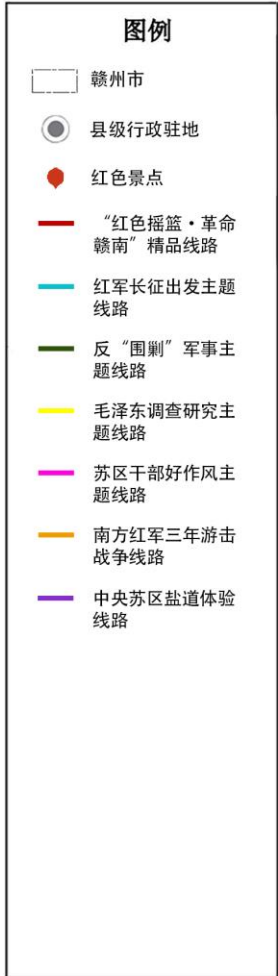 图例
赣州市
县级行政驻地
红色景点
“红色摇篮·革命
赣南”精品线路
红军长征出发主题
线路
反“围剿”军事主
题线路
毛泽东调查研究主
题线路
苏区干部好作风主
题线路
南方红军三年游击
战争线路
中央苏区盐道体验
线路